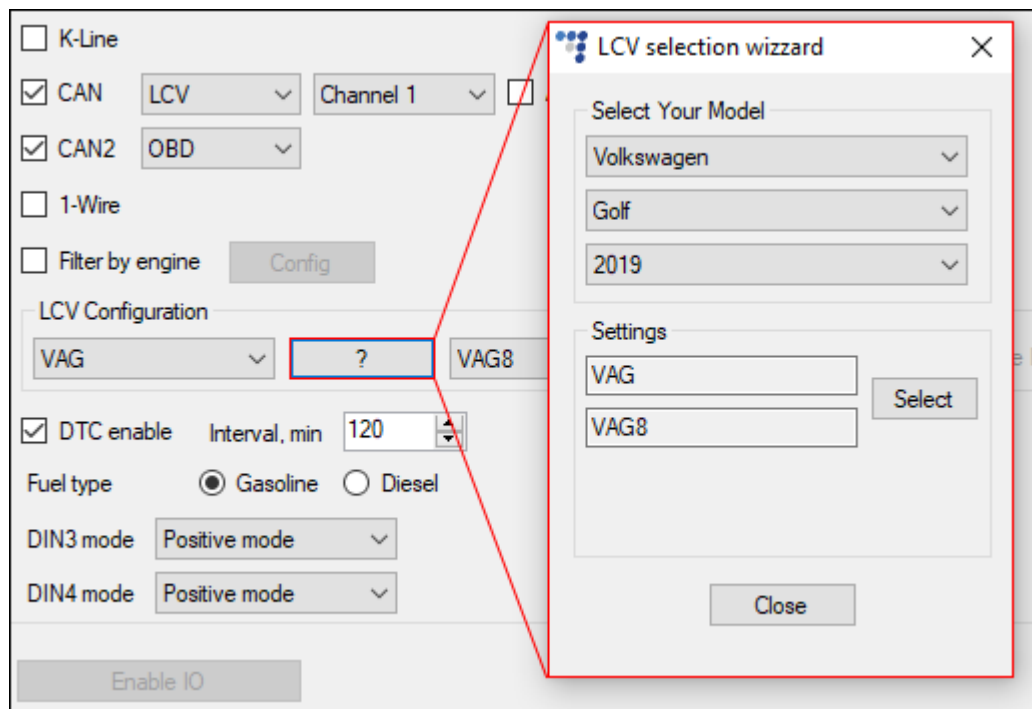 K-Line
CAN LCV Channel 1
CAN2 OBD
1-Wire
Filter by engine Config
LCV Configuration
VAG ? VAG8
DTC enable Interval, min 120
Fuel type Gasoline Diesel
DIN3 mode Positive mode
DIN4 mode Positive mode
Enable IO
LCV selection wizzard
Select Your Model
Volkswagen
Golf
2019
Settings
VAG
Select
VAG8
Close